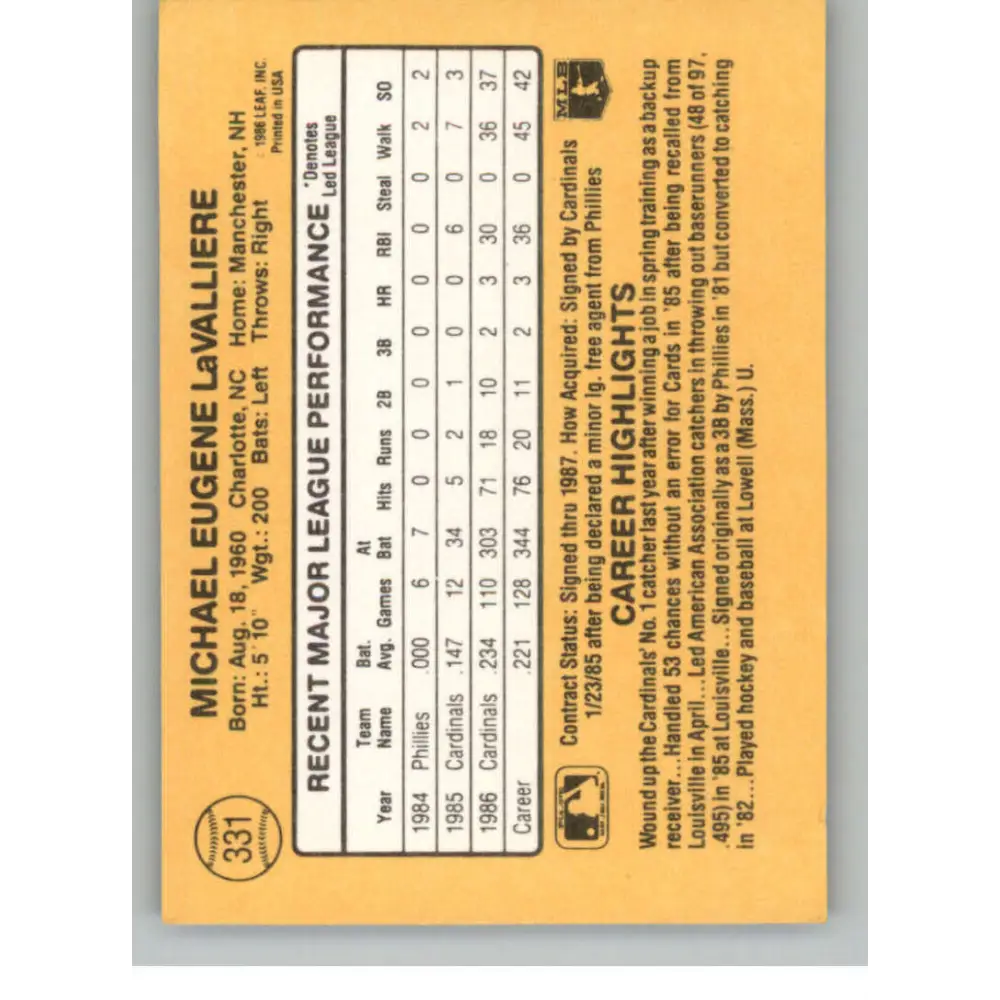 331
MICHAEL EUGENE LaVALLIERE
Born: Aug. 18, 1960 Charlotte, NC Home: Manchester, NH
Ht.: 5'10" Wgt.: 200 Bats: Left Throws: Right
1986 LEAF, INC.
Printed in USA
RECENT MAJOR LEAGUE PERFORMANCE
*Denotes
Led League
Year Team Name Bat. Avg. Games At Bat Hits Runs 2B 3B HR RBI Steal Walk SO
1984 Phillies .000 6 7 0 0 0 0 0 0 0 2 2
1985 Cardinals .147 12 34 5 2 1 0 0 6 0 7 3
1986 Cardinals .234 110 303 71 18 10 2 3 30 0 36 37
Career .221 128 344 76 20 11 2 3 36 0 45 42
Contract Status: Signed thru 1987. How Acquired: Signed by Cardinals
1/23/85 after being declared a minor lg. free agent from Phillies
MLB
CAREER HIGHLIGHTS
Wound up the Cardinals' No. 1 catcher last year after winning a job in spring training as a backup
receiver...Handled 53 chances without an error for Cards in '85 after being recalled from
Louisville in April...Led American Association catchers in throwing out baserunners (48 of 97,
.495) in '85 at Louisville...Signed originally as a 3B by Phillies in '81 but converted to catching
in '82...Played hockey and baseball at Lowell (Mass.) U.